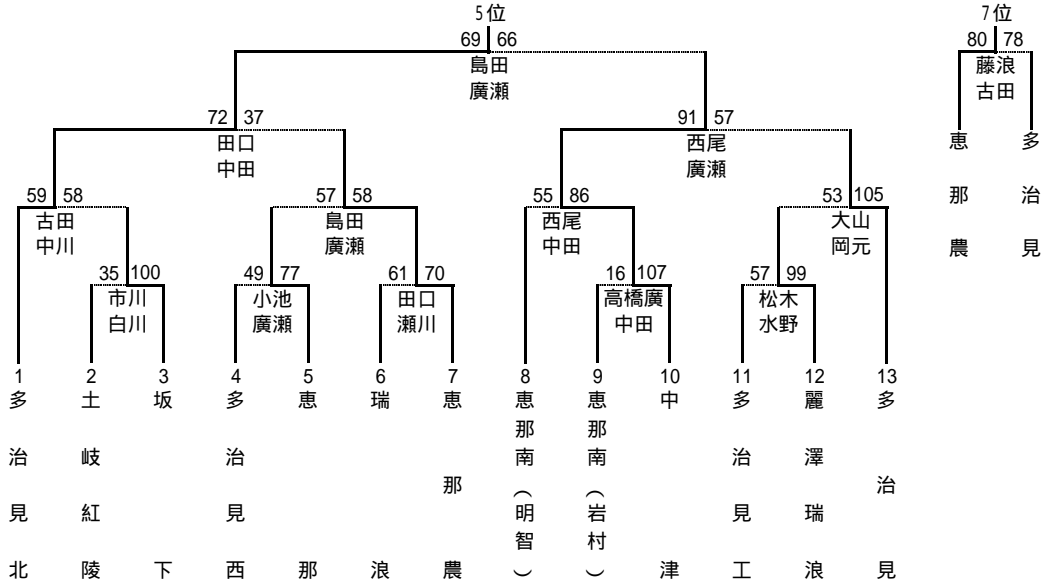 5位
69 66
島田
廣瀬
7位
80 78
藤浪
古田
恵那農
多治見
72 37
田口
中田
91 57
西尾
廣瀬
59 58
古田
中川
57 58
島田
廣瀬
55 86
西尾
中田
53 105
大山
岡元
35 100
市川
白川
49 77
小池
廣瀬
61 70
田口
瀬川
16 107
高橋廣
中田
57 99
松木
水野
1
多治見北
2
土岐紅陵
3
坂下
4
多治見西
5
恵那
6
瑞浪
7
恵那農
8
恵那南(明智)
9
恵那南(岩村)
10
中津
11
多治見工
12
麗澤瑞浪
13
多治見